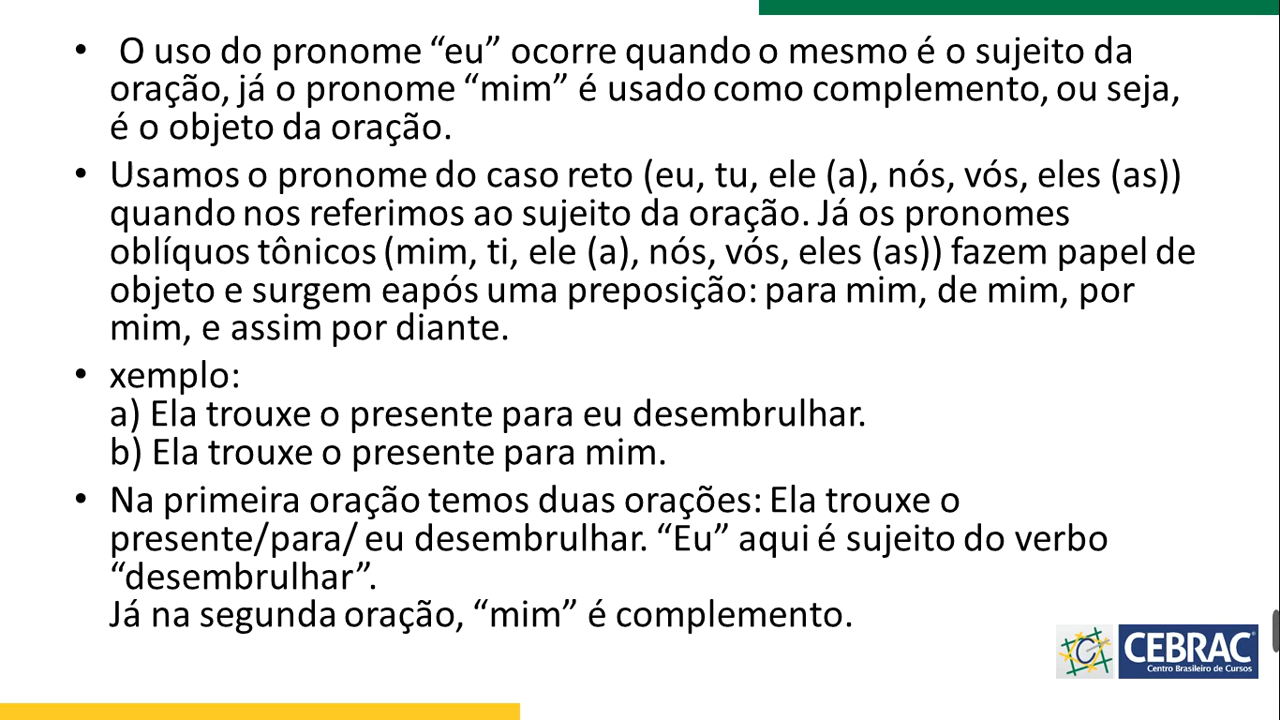 • O uso do pronome “eu” ocorre quando o mesmo é o sujeito da
oração, já o pronome “mim” é usado como complemento, ou seja,
é o objeto da oração.
• Usamos o pronome do caso reto (eu, tu, ele (a), nós, vós, eles (as))
quando nos referimos ao sujeito da oração. Já os pronomes
oblíquos tônicos (mim, ti, ele (a), nós, vós, eles (as)) fazem papel de
objeto e surgem eapós uma preposição: para mim, de mim, por
mim, e assim por diante.
• xemplo:
a) Ela trouxe o presente para eu desembrulhar.
b) Ela trouxe o presente para mim.
• Na primeira oração temos duas orações: Ela trouxe o
presente/para/ eu desembrulhar. “Eu” aqui é sujeito do verbo
“desembrulhar”.
Já na segunda oração, “mim” é complemento.
C CEBRAC®
Centro Brasileiro de Cursos